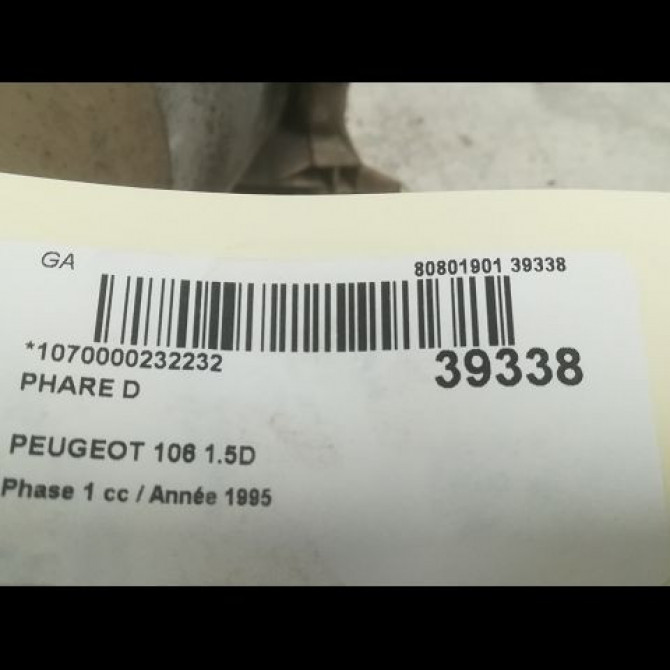 GA 80801901 39338
*1070000232232 39338
PHARE D
PEUGEOT 106 1.5D
Phase 1 cc / Année 1995